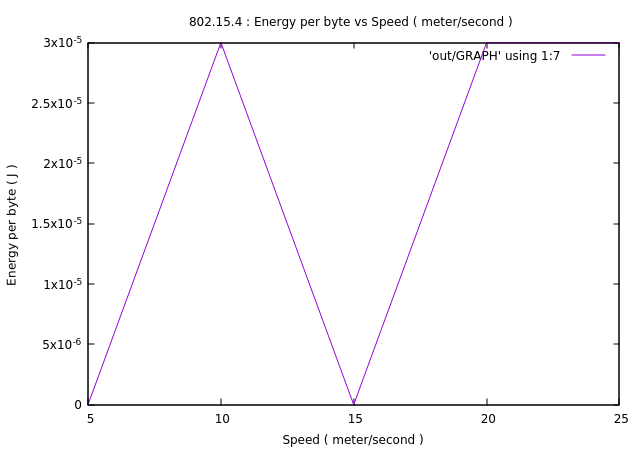 802.15.4 : Energy per byte vs Speed ( meter/second )
3x10⁻⁵
'out/GRAPH' using 1:7
2.5x10⁻⁵
2x10⁻⁵
1.5x10⁻⁵
1x10⁻⁵
5x10⁻⁶
0
Energy per byte ( J )
5 10 15 20 25
Speed ( meter/second )